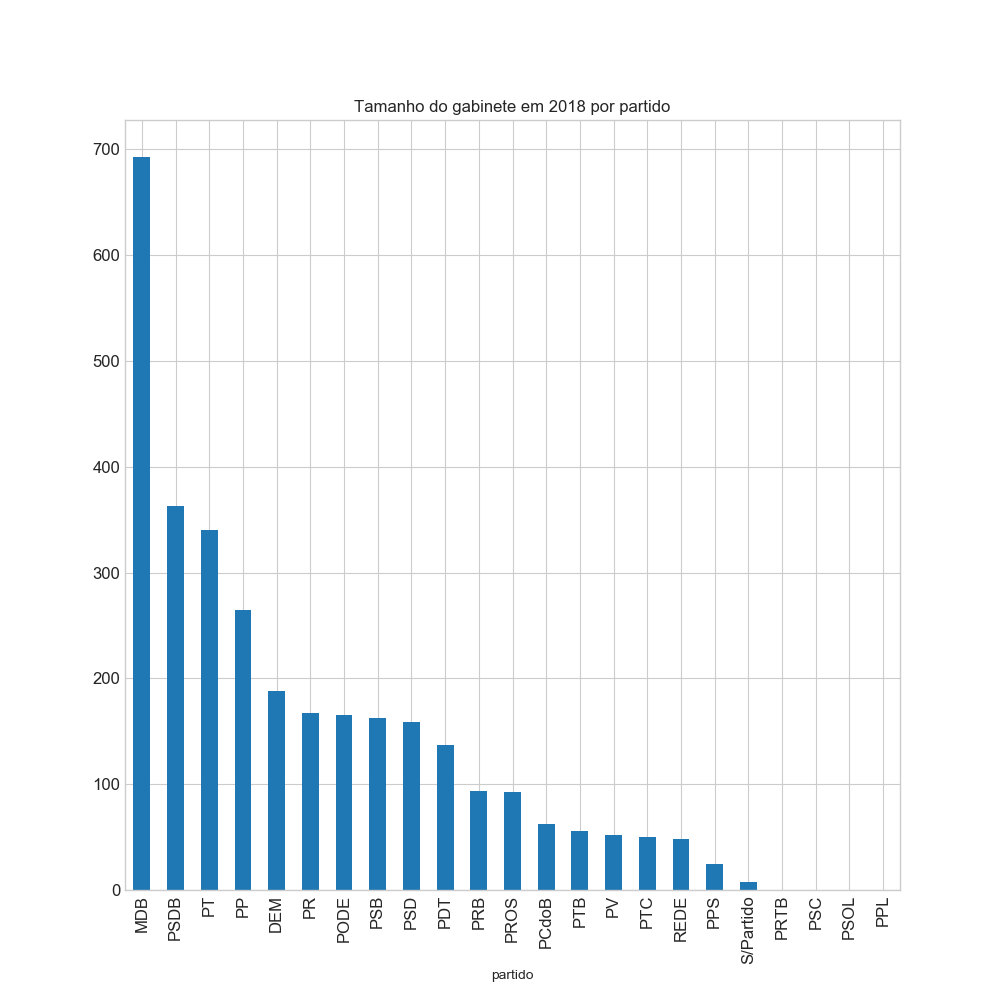 Tamanho do gabinete em 2018 por partido
700
600
500
400
300
200
100
0
MDB
PSDB
PT
PP
DEM
PR
PODE
PSB
PSD
PDT
PRB
PROS
PCdoB
PTB
PV
PTC
REDE
PPS
S/Partido
PRTB
PSC
PSOL
PPL
partido